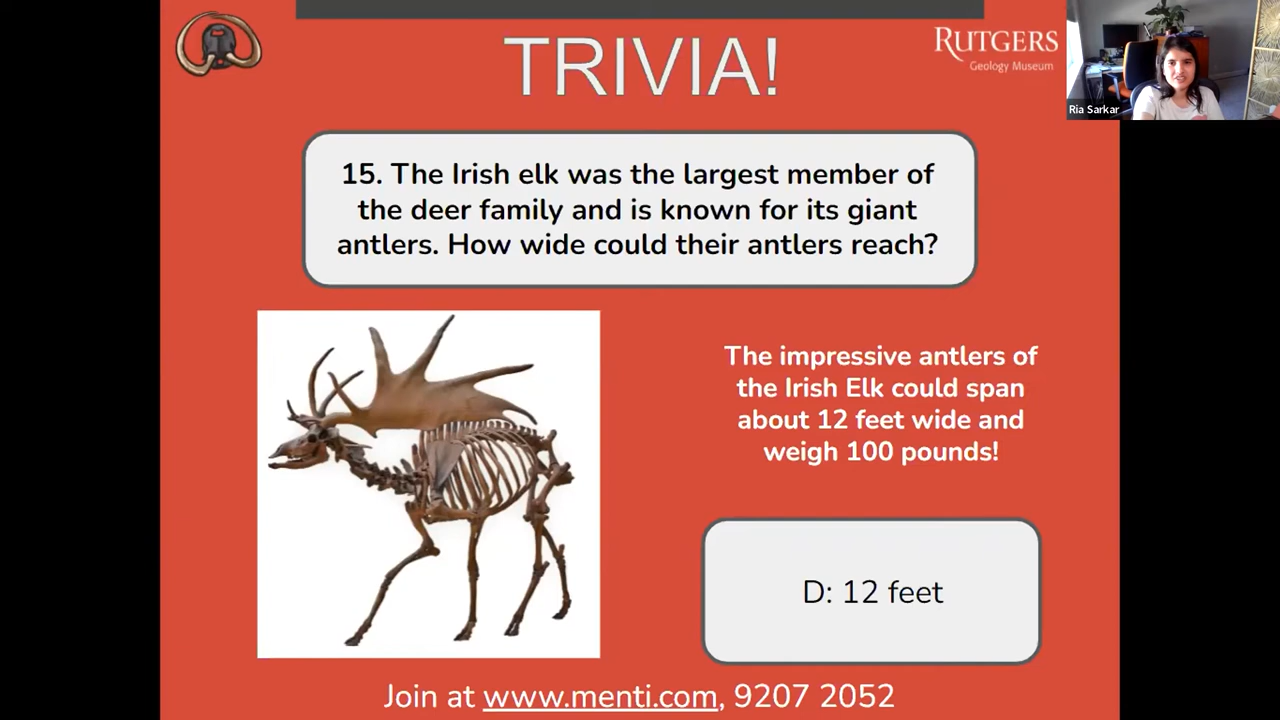 TRIVIA!
RUTGERS
Geology Museum
Ria Sarkar
15. The Irish elk was the largest member of
the deer family and is known for its giant
antlers. How wide could their antlers reach?
The impressive antlers of
the Irish Elk could span
about 12 feet wide and
weigh 100 pounds!
D: 12 feet
Join at www.menti.com, 9207 2052